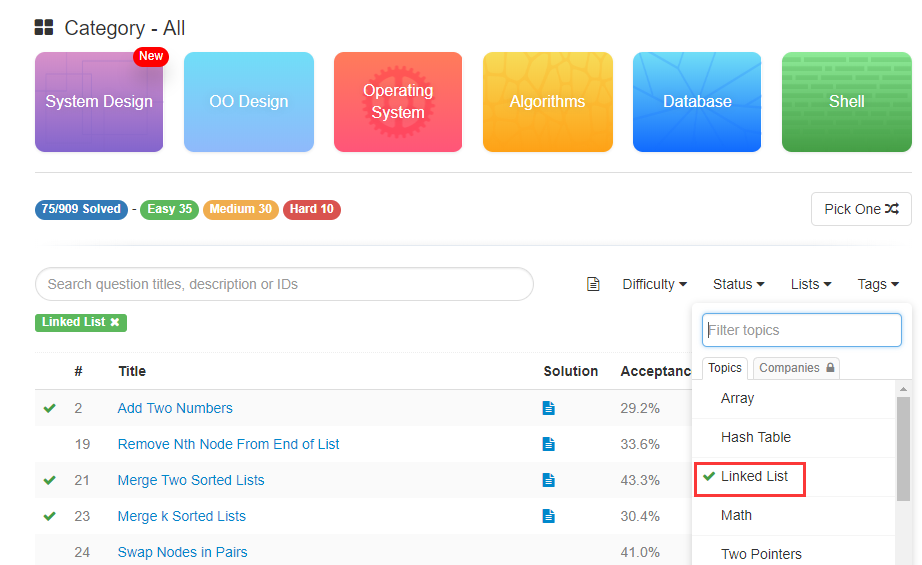 Category - All
New
System Design
OO Design
Operating
System
Algorithms
Database
Shell
75/909 Solved - Easy 35 Medium 30 Hard 10
Pick One
Search question titles, description or IDs
Difficulty Status Lists Tags
Linked List
Filter topics
Topics Companies
Array
Hash Table
Linked List
Math
Two Pointers
# Title Solution Acceptanc
2 Add Two Numbers 29.2%
19 Remove Nth Node From End of List 33.6%
21 Merge Two Sorted Lists 43.3%
23 Merge k Sorted Lists 30.4%
24 Swap Nodes in Pairs 41.0%